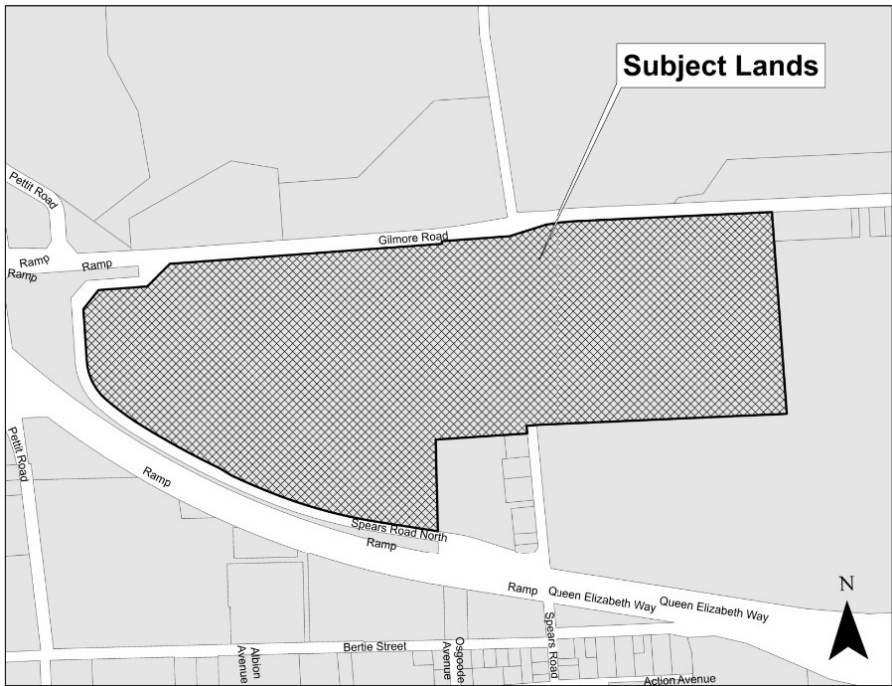 Subject Lands
Pettit Road
Gilmore Road
Ramp
Ramp
Ramp
Pettit Road
Ramp
Spears Road North
Ramp
Ramp
Queen Elizabeth Way
Queen Elizabeth Way
N
Spears Road
Bertie Street
Albion
Avenue
Osgoode
Avenue
Action Avenue